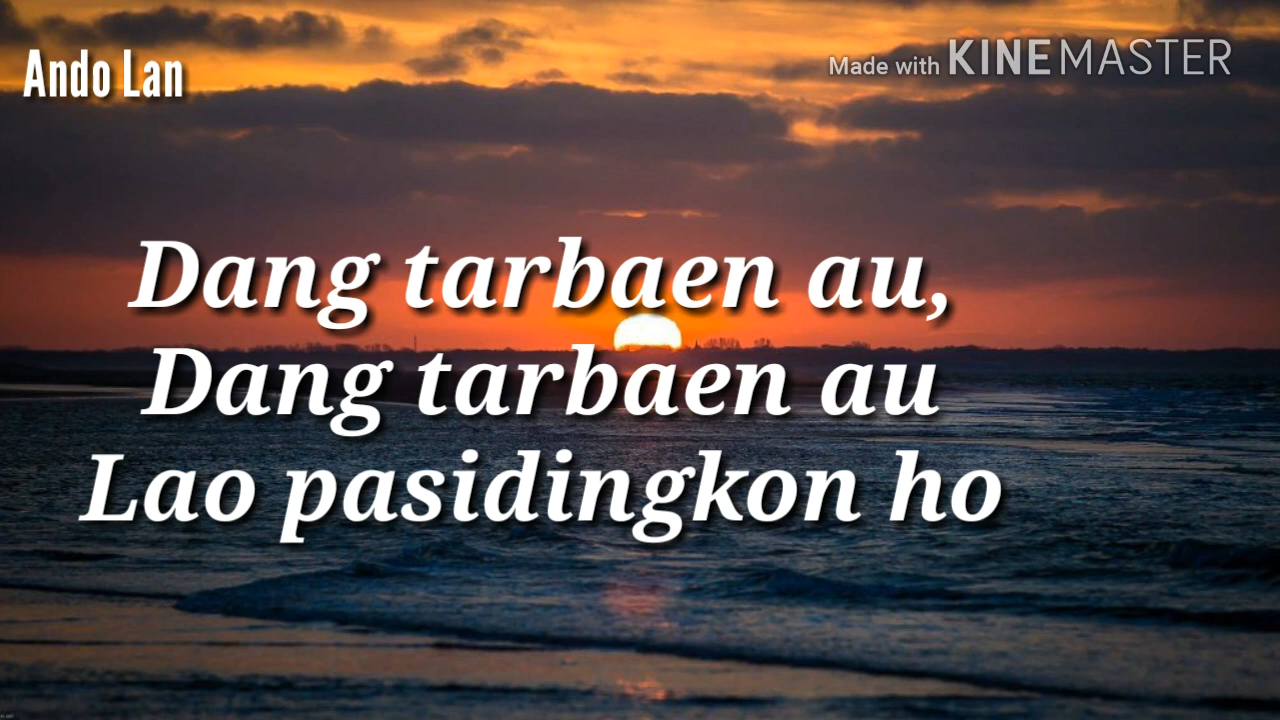 Ando Lan
Made with KINEMASTER
Dang tarbaen au,
Dang tarbaen au
Lao pasidingkon ho